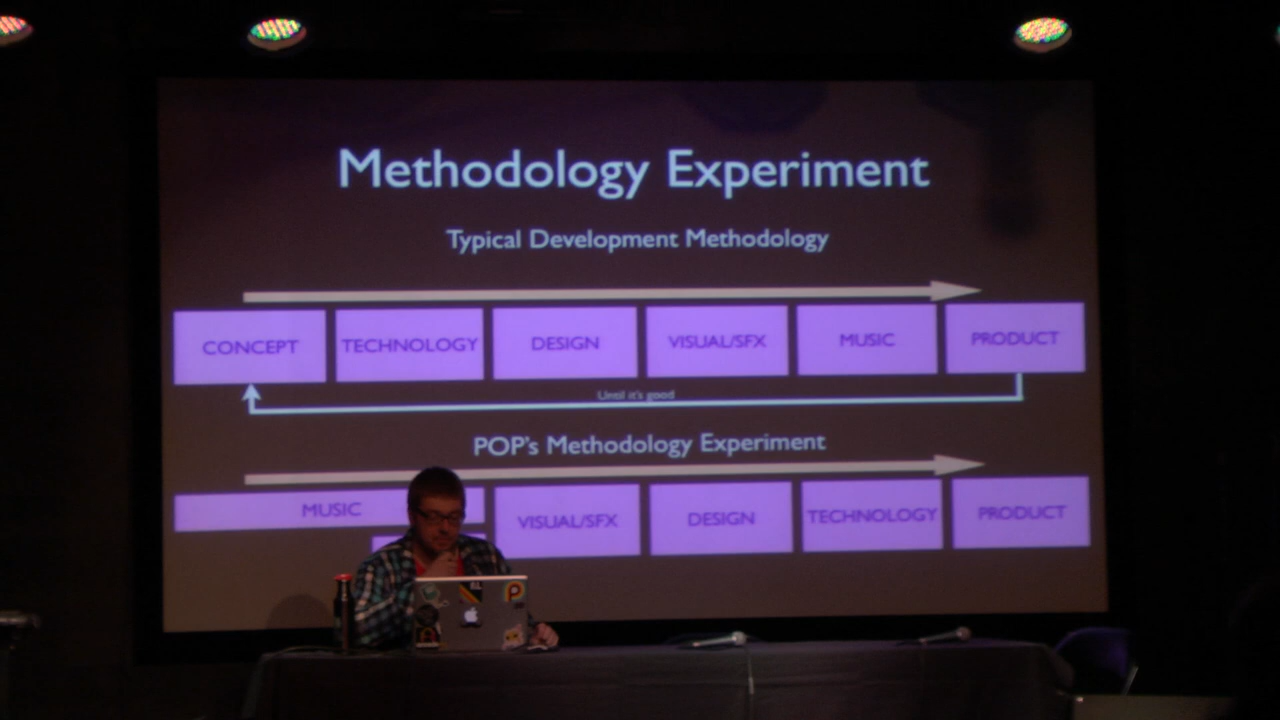 Methodology Experiment
Typical Development Methodology
CONCEPT TECHNOLOGY DESIGN VISUAL/SFX MUSIC PRODUCT
Until it's good
POP's Methodology Experiment
MUSIC VISUAL/SFX DESIGN TECHNOLOGY PRODUCT